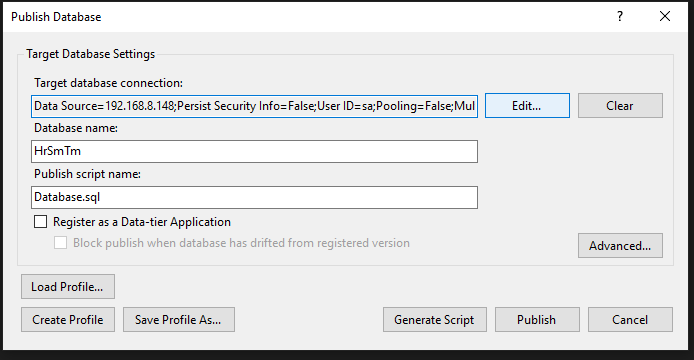 Publish Database
Target Database Settings
Target database connection:
Data Source=192.168.8.148;Persist Security Info=False;User ID=sa;Pooling=False;Mul
Edit...
Clear
Database name:
HrSmTm
Publish script name:
Database.sql
Register as a Data-tier Application
Block publish when database has drifted from registered version
Advanced...
Load Profile...
Create Profile
Save Profile As...
Generate Script
Publish
Cancel